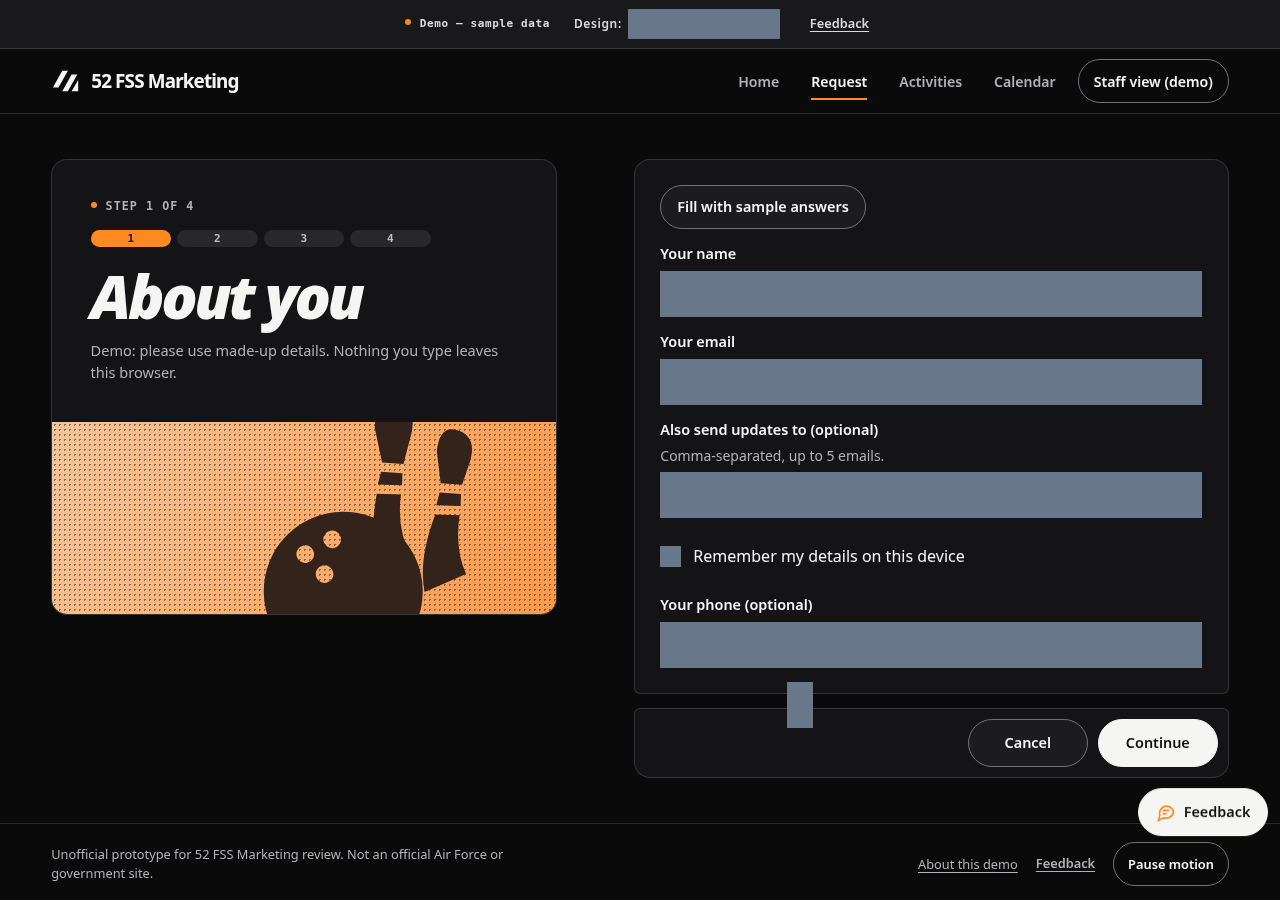 Demo — sample data
Design:
Feedback
52 FSS Marketing
Home
Request
Activities
Calendar
Staff view (demo)
STEP 1 OF 4
1
2
3
4
About you
Demo: please use made-up details. Nothing you type leaves
this browser.
Fill with sample answers
Your name
Your email
Also send updates to (optional)
Comma-separated, up to 5 emails.
Remember my details on this device
Your phone (optional)
Cancel
Continue
Feedback
Unofficial prototype for 52 FSS Marketing review. Not an official Air Force or
government site.
About this demo
Feedback
Pause motion